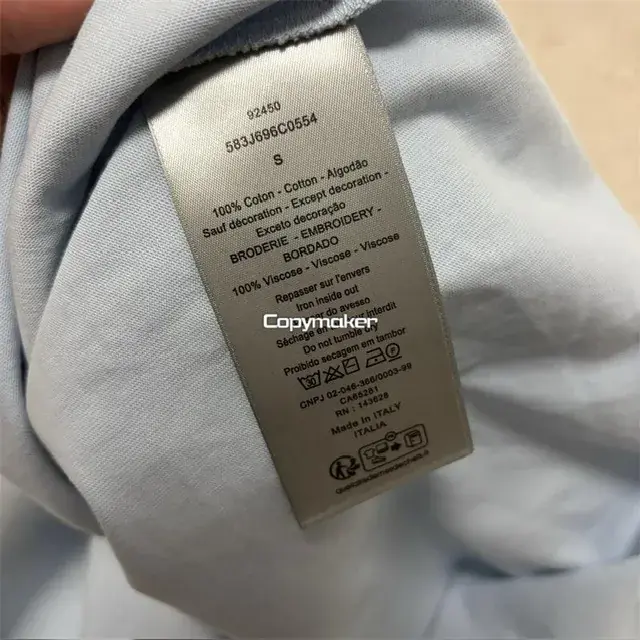 92450
583J696C0554
S
100% Coton - Cotton - Algodão
Sauf décoration - Except decoration -
Exceto decoração
BRODERIE - EMBROIDERY -
BORDADO
100% Viscose - Viscose - Viscose
Repasser sur l'envers
Iron inside out
do avesso
Copymaker
Séchage en interdit
Do not tumble dry
Proibido secagem em tambor
CNPJ 02-046-366/0003-99
CA65281
RN : 143628
Made in ITALY
ITALIA